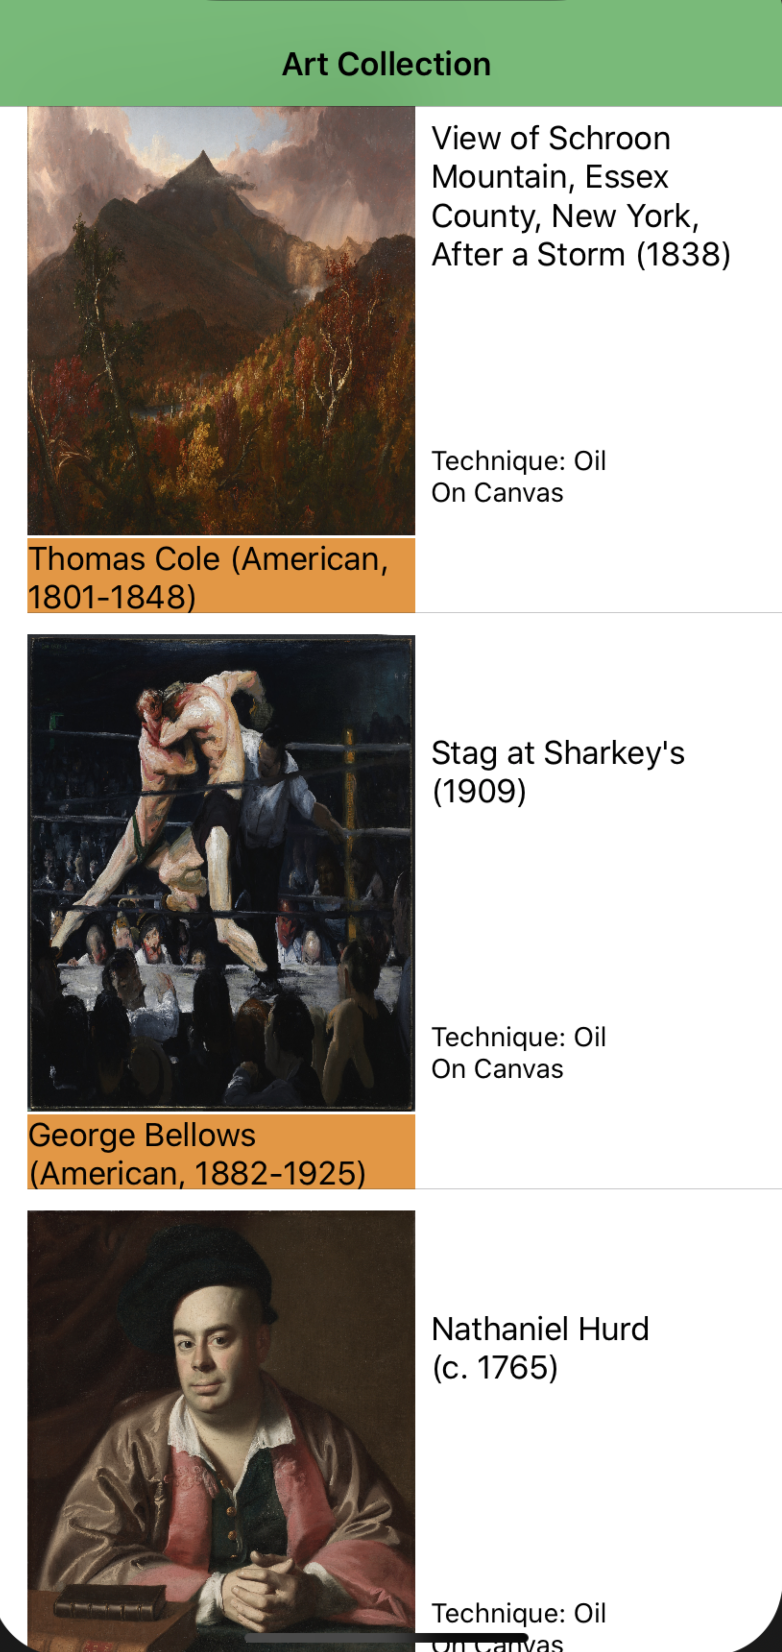 Art Collection
View of Schroon
Mountain, Essex
County, New York,
After a Storm (1838)
Technique: Oil
On Canvas
Thomas Cole (American,
1801-1848)
Stag at Sharkey's
(1909)
Technique: Oil
On Canvas
George Bellows
(American, 1882-1925)
Nathaniel Hurd
(c. 1765)
Technique: Oil
On Canvas